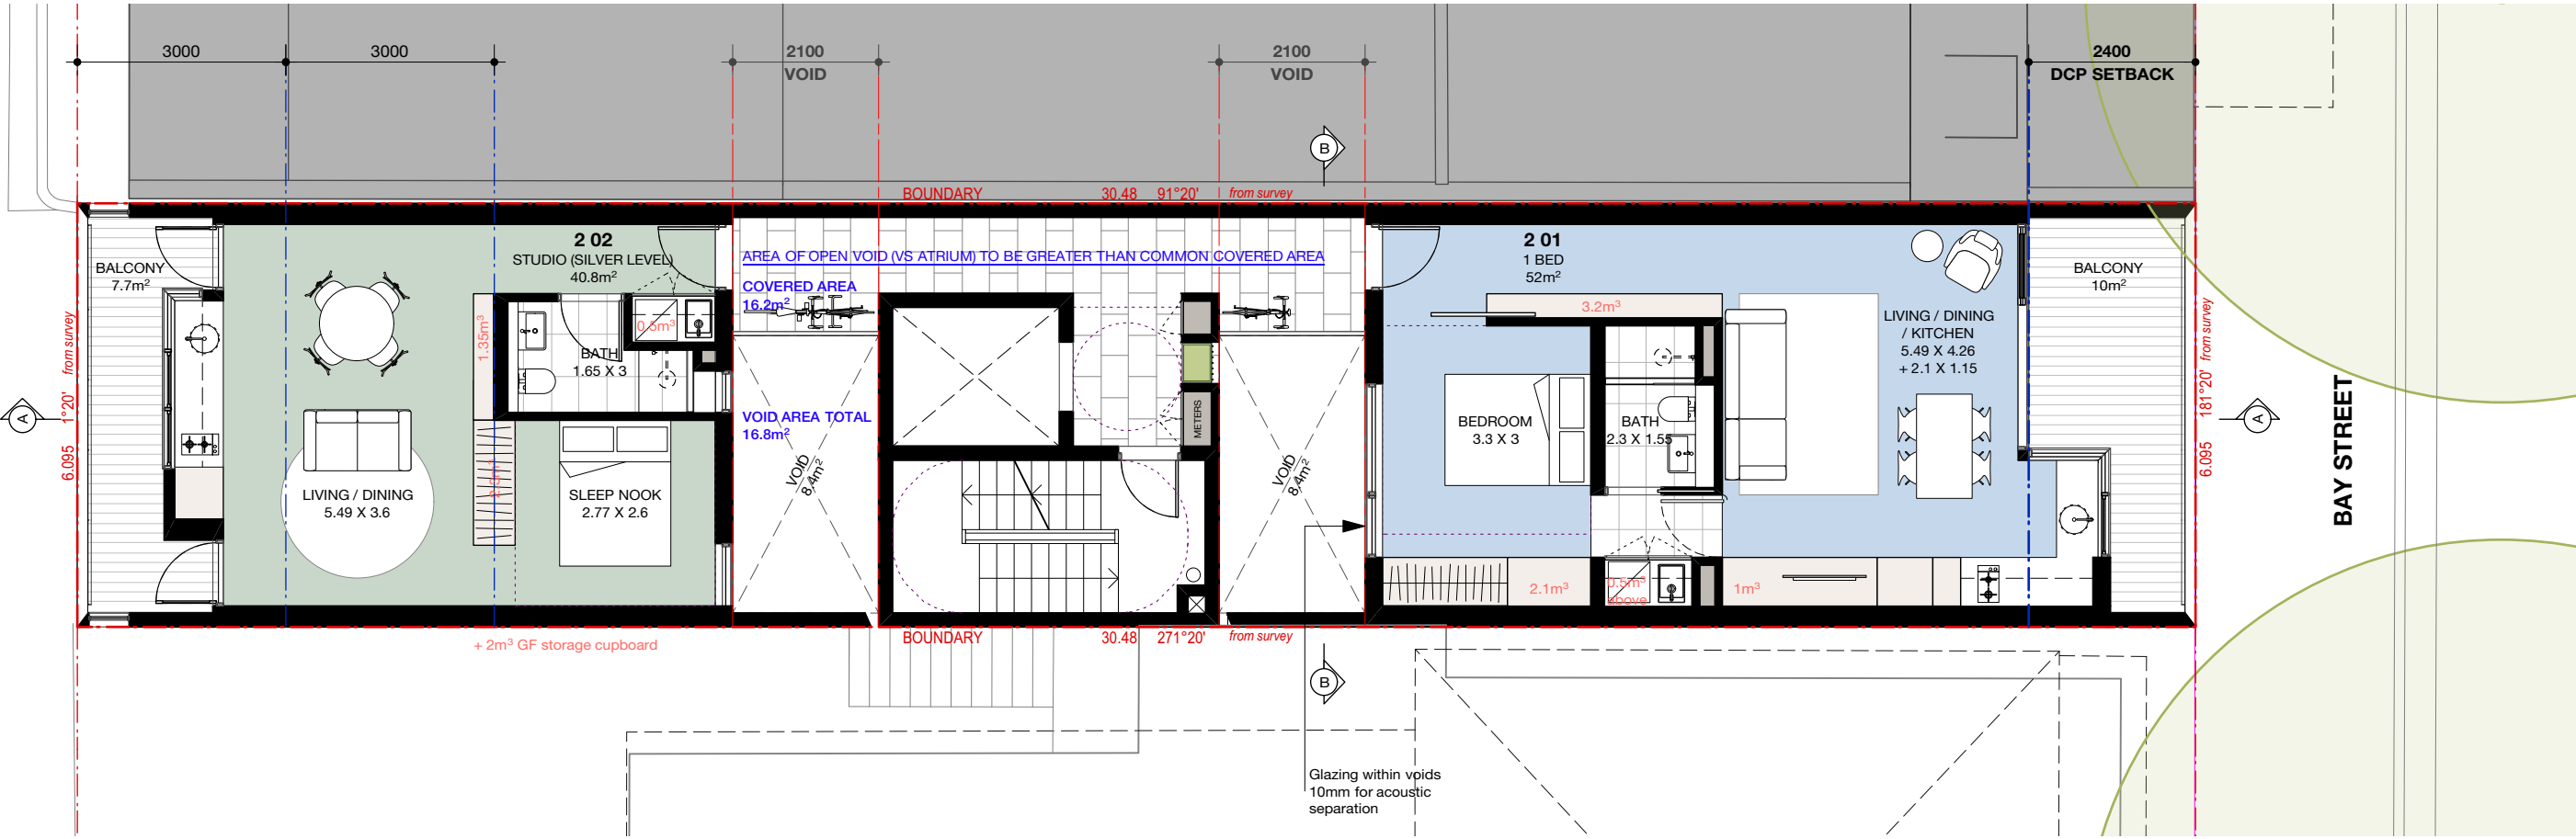 3000
3000
2100
VOID
2100
VOID
2400
DCP SETBACK
B
BOUNDARY 30.48 91°20' from survey
2 02
STUDIO (SILVER LEVEL)
40.8m²
BALCONY
7.7m²
AREA OF OPEN VOID (VS ATRIUM) TO BE GREATER THAN COMMON COVERED AREA
COVERED AREA
16.2m²
2 01
1 BED
52m²
BALCONY
10m²
3.2m³
0.5m³
1.35m³
BATH
1.65 X 3
LIVING / DINING
/ KITCHEN
5.49 X 4.26
+ 2.1 X 1.15
6.095 1°20' from survey
6.095 181°20' from survey
A
A
BAY STREET
VOID AREA TOTAL
16.8m²
METERS
BEDROOM
3.3 X 3
BATH
2.3 X 1.55
VOID
8.4m²
VOID
8.4m²
LIVING / DINING
5.49 X 3.6
SLEEP NOOK
2.77 X 2.6
2.1m³
0.5m³
above
1m³
BOUNDARY 30.48 271°20' from survey
+ 2m³ GF storage cupboard
B
Glazing within voids
10mm for acoustic
separation